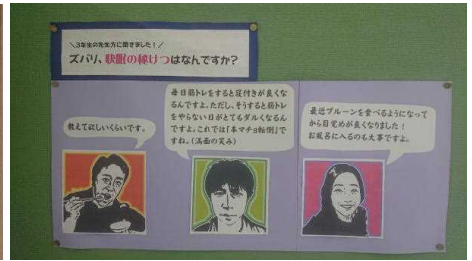 ＼3年生の先生方に聞きました！／
ズバリ、快眠の秘けつはなんですか？
教えてほしいくらいです。
毎日筋トレをすると寝付きが良くな
るんですよ。ただし、そうすると筋トレ
をやらない日がとてもダルくなるん
ですよ。これでは「本マチョ転倒」で
すね。(満面の笑み)
最近プルーンを食べるようになって
から目覚めが良くなりました！
お風呂に入るのも大事ですよ。